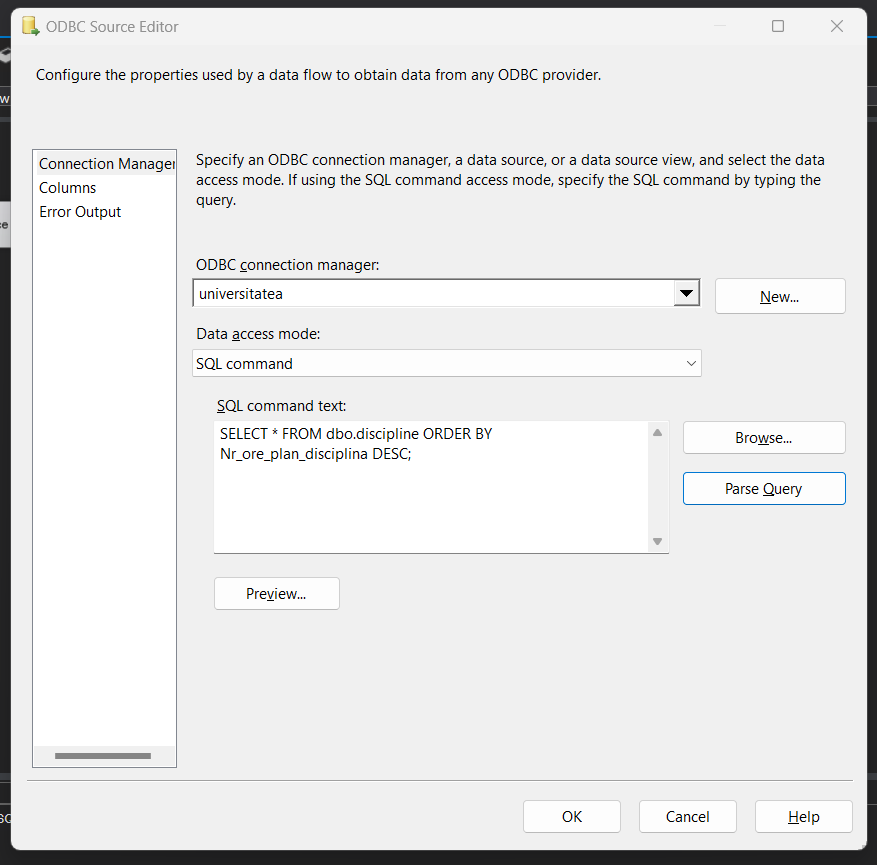 ODBC Source Editor
Configure the properties used by a data flow to obtain data from any ODBC provider.
Connection Manager
Columns
Error Output
Specify an ODBC connection manager, a data source, or a data source view, and select the data
access mode. If using the SQL command access mode, specify the SQL command by typing the
query.
ODBC connection manager:
universitatea
New...
Data access mode:
SQL command
SQL command text:
SELECT * FROM dbo.discipline ORDER BY
Nr_ore_plan_disciplina DESC;
Browse...
Parse Query
Preview...
OK
Cancel
Help